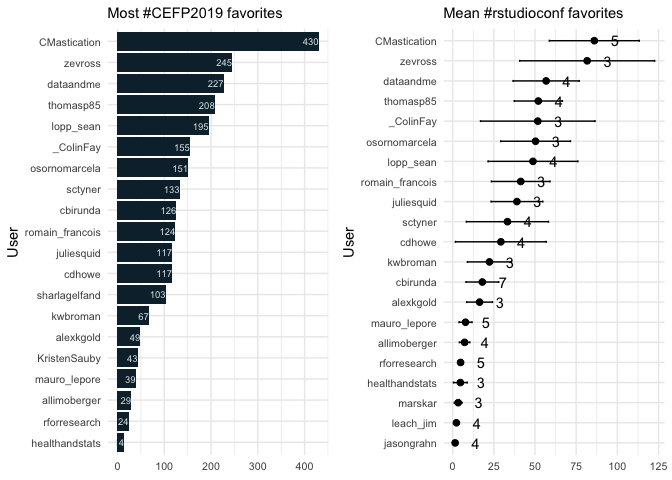 Most #CEFP2019 favorites
User
CMastication 430
zevross 245
dataandme 227
thomasp85 208
lopp_sean 195
_ColinFay 155
osornomarcela 151
sctyner 133
cbirunda 126
romain_francois 124
juliesquid 117
cdhowe 117
sharlagelfand 103
kwbroman 67
alexkgold 49
KristenSauby 43
mauro_lepore 39
allimoberger 29
rforresearch 24
healthandstats 4
0 100 200 300 400
Mean #rstudioconf favorites
User
CMastication 5
zevross 3
dataandme 4
thomasp85 4
_ColinFay 3
osornomarcela 3
lopp_sean 4
romain_francois 3
juliesquid 3
sctyner 4
cdhowe 4
kwbroman 3
cbirunda 7
alexkgold 3
mauro_lepore 5
allimoberger 4
rforresearch 5
healthandstats 3
marskar 3
leach_jim 4
jasongrahn 4
0 25 50 75 100 125